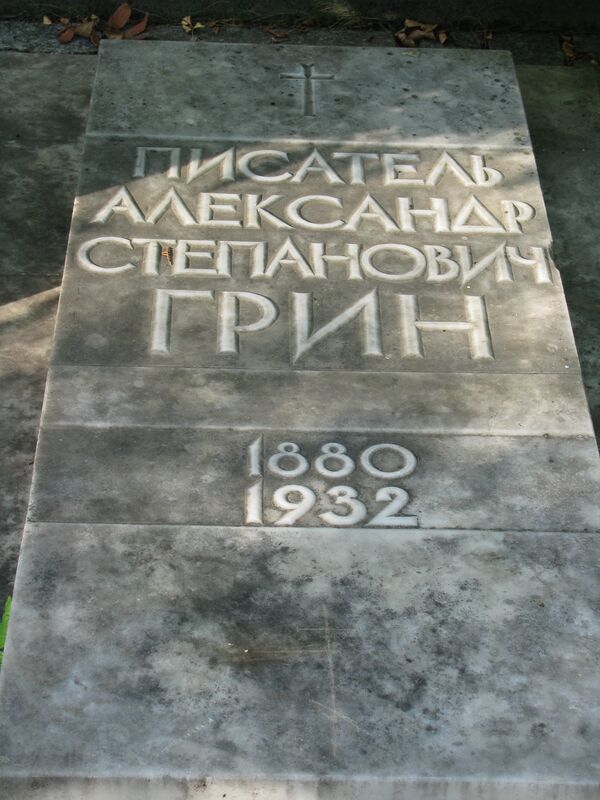 ПИСАТЕЛЬ
АЛЕКСАНДР
СТЕПАНОВИЧ
ГРИН
1880
1932